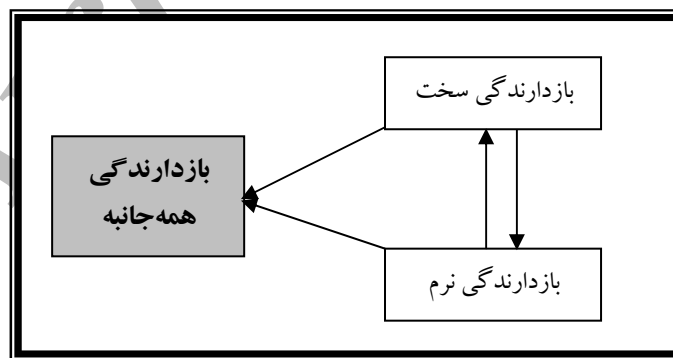 بازدارندگی سخت
بازدارندگی
همه‌جانبه
بازدارندگی نرم